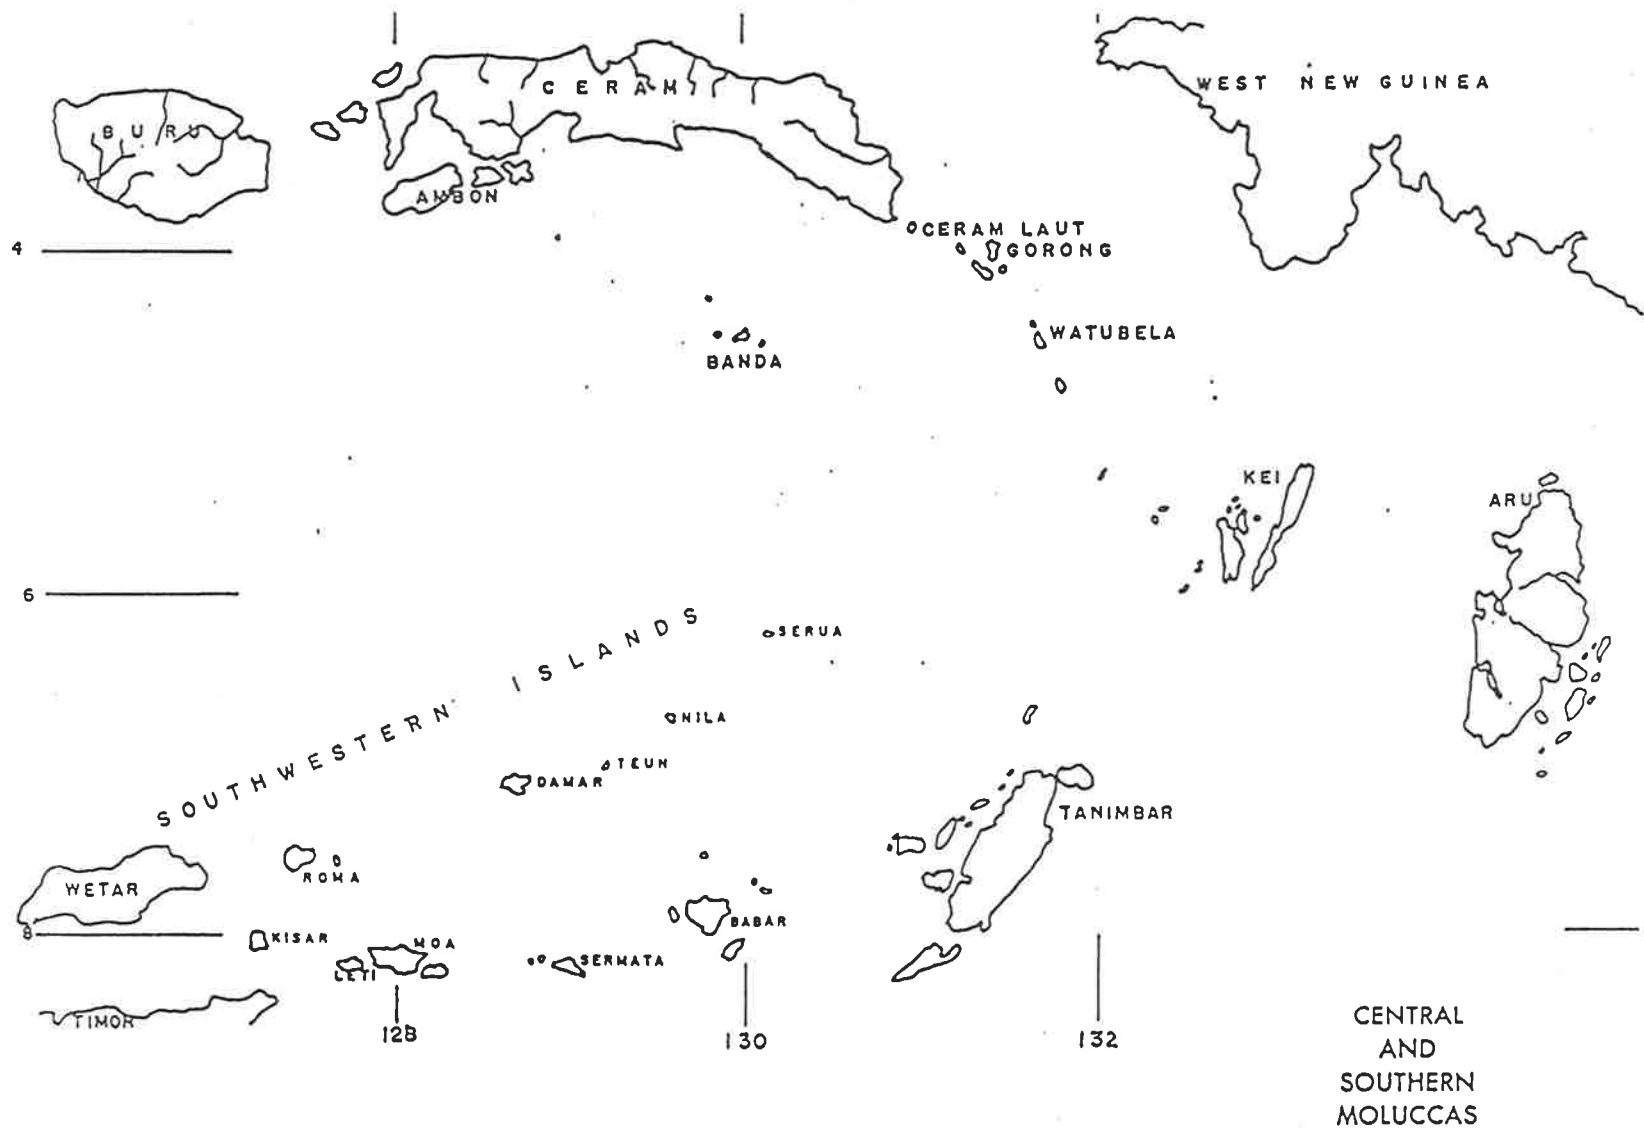 WEST NEW GUINEA
CERAM
BURU
AMBON
CERAM LAUT
4
GORONG
WATUBELA
BANDA
KEI
ARU
6
SOUTHWESTERN ISLANDS
SERUA
NILA
TEUN
DAMAR
TANIMBAR
ROMA
WETAR
BABAR
8
KISAR
MOA
SERMATA
LETI
TIMOR
128
130
132
CENTRAL
AND
SOUTHERN
MOLUCCAS